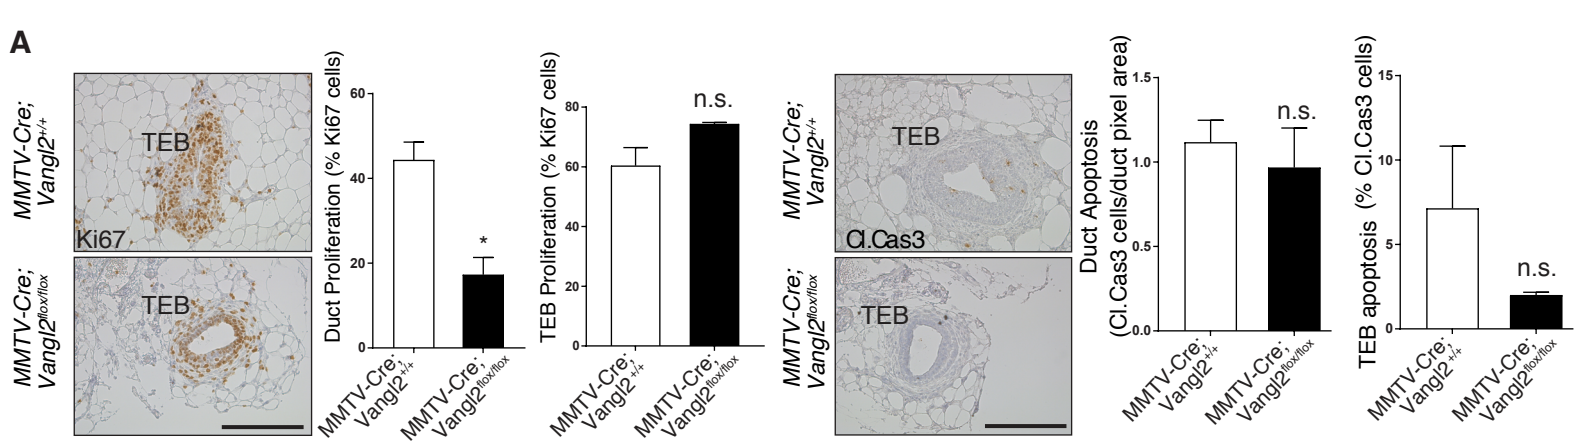 A
MMTV-Cre;
Vangl2+/+
TEB
Ki67
MMTV-Cre;
Vangl2flox/flox
TEB
Duct Proliferation (% Ki67 cells)
60
40
20
0
*
MMTV-Cre;
Vangl2+/+
MMTV-Cre;
Vangl2flox/flox
TEB Proliferation (% Ki67 cells)
80
60
40
20
0
n.s.
MMTV-Cre;
Vangl2+/+
MMTV-Cre;
Vangl2flox/flox
MMTV-Cre;
Vangl2+/+
TEB
Cl.Cas3
MMTV-Cre;
Vangl2flox/flox
TEB
Duct Apoptosis
(Cl.Cas3 cells/duct pixel area)
1.5
1.0
0.5
0.0
n.s.
MMTV-Cre;
Vangl2+/+
MMTV-Cre;
Vangl2flox/flox
TEB apoptosis (% Cl.Cas3 cells)
15
10
5
0
n.s.
MMTV-Cre;
Vangl2+/+
MMTV-Cre;
Vangl2flox/flox